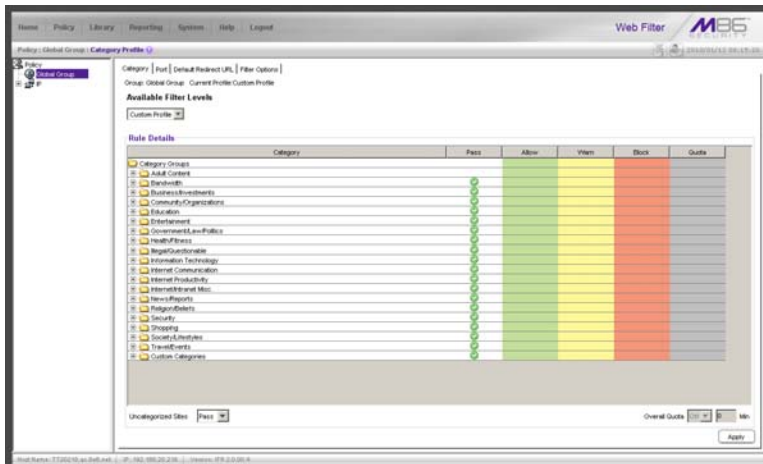 Home Policy Library Reporting System Help Logout
Web Filter
M86
SECURITY
Policy : Global Group : Category Profile
Policy
Global Group
IP
Category Port Default Redirect URL Filter Options
Group: Global Group Current Profile:Custom Profile
Available Filter Levels
Custom Profile
Rule Details
Category Pass Allow Warn Block Quota
Category Groups
Adult Content
Bandwidth
Business/Investments
Community/Organizations
Education
Entertainment
Government/Law/Politics
Health/Fitness
Illegal/Questionable
Information Technology
Internet Communication
Internet Productivity
Internet/Intranet Misc.
News/Reports
Religion/Beliefs
Security
Shopping
Society/Lifestyles
Travel/Events
Custom Categories
Uncategorized Sites Pass
Overall Quota Min
Apply